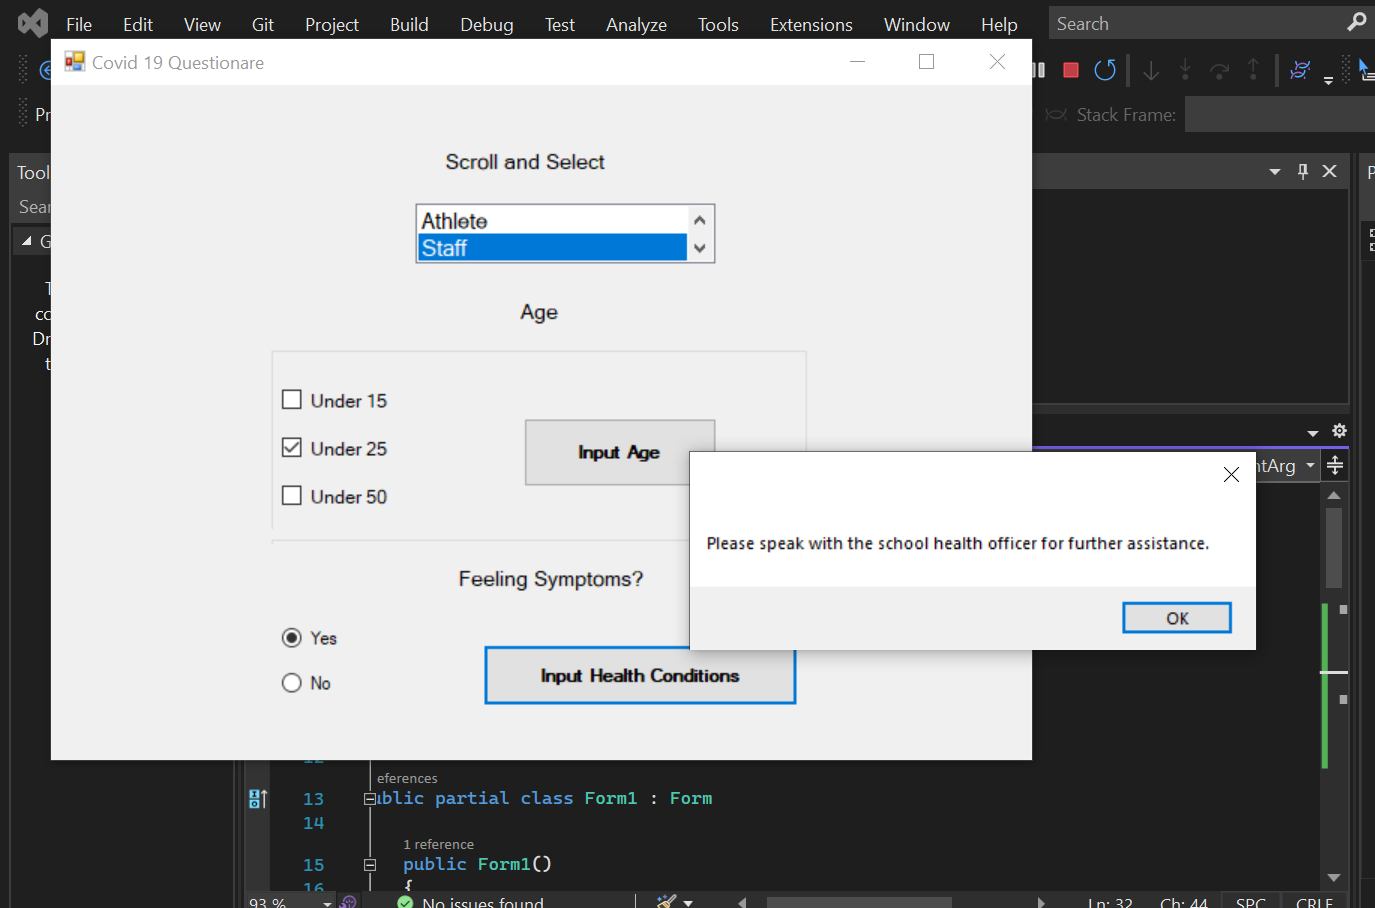 File Edit View Git Project Build Debug Test Analyze Tools Extensions Window Help Search
Covid 19 Questionare
Stack Frame:
Scroll and Select
Athlete
Staff
Age
Under 15
Under 25
Under 50
Input Age
Please speak with the school health officer for further assistance.
OK
Feeling Symptoms?
Yes
No
Input Health Conditions
Pr
Tool
Sear
G
T
co
Dr
t
P
ntArg
eferences
13 ublic partial class Form1 : Form
14
1 reference
15 public Form1()
16 {
93 % No issues found Ln: 32 Ch: 44 SPC CRLF